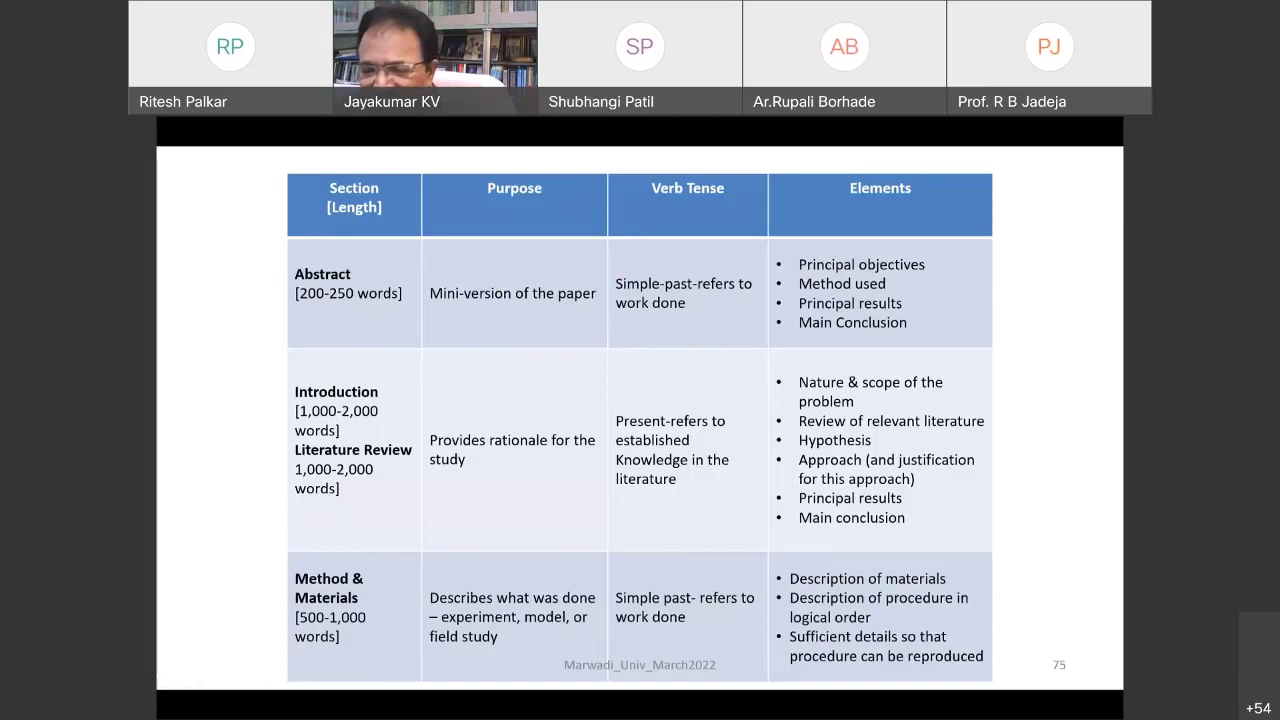 RP
SP
AB
PJ
Ritesh Palkar
Jayakumar KV
Shubhangi Patil
Ar.Rupali Borhade
Prof. R B Jadeja
Section
[Length]
Purpose
Verb Tense
Elements
Abstract
[200-250 words]
Mini-version of the paper
Simple-past-refers to
work done
• Principal objectives
• Method used
• Principal results
• Main Conclusion
Introduction
[1,000-2,000
words]
Literature Review
1,000-2,000
words]
Provides rationale for the
study
Present-refers to
established
Knowledge in the
literature
• Nature & scope of the
problem
• Review of relevant literature
• Hypothesis
• Approach (and justification
for this approach)
• Principal results
• Main conclusion
Method &
Materials
[500-1,000
words]
Describes what was done
– experiment, model, or
field study
Simple past- refers to
work done
• Description of materials
• Description of procedure in
logical order
• Sufficient details so that
procedure can be reproduced
Marwadi_Univ_March2022
75
+54